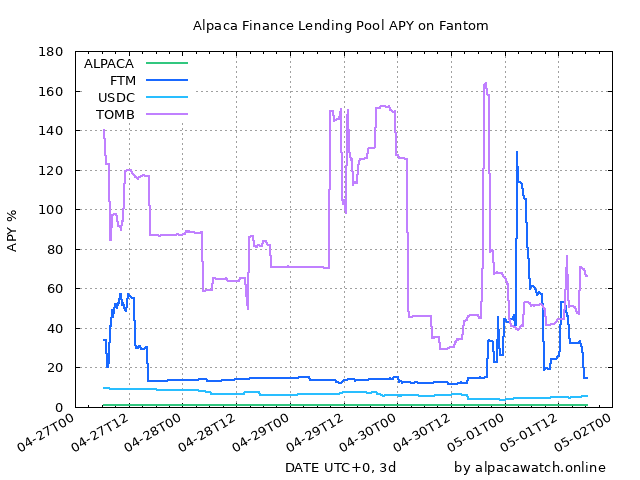 Alpaca Finance Lending Pool APY on Fantom
APY %
180
160
140
120
100
80
60
40
20
0
ALPACA
FTM
USDC
TOMB
04-27T00
04-27T12
04-28T00
04-28T12
04-29T00
04-29T12
04-30T00
04-30T12
05-01T00
05-01T12
05-02T00
DATE UTC+0, 3d
by alpacawatch.online